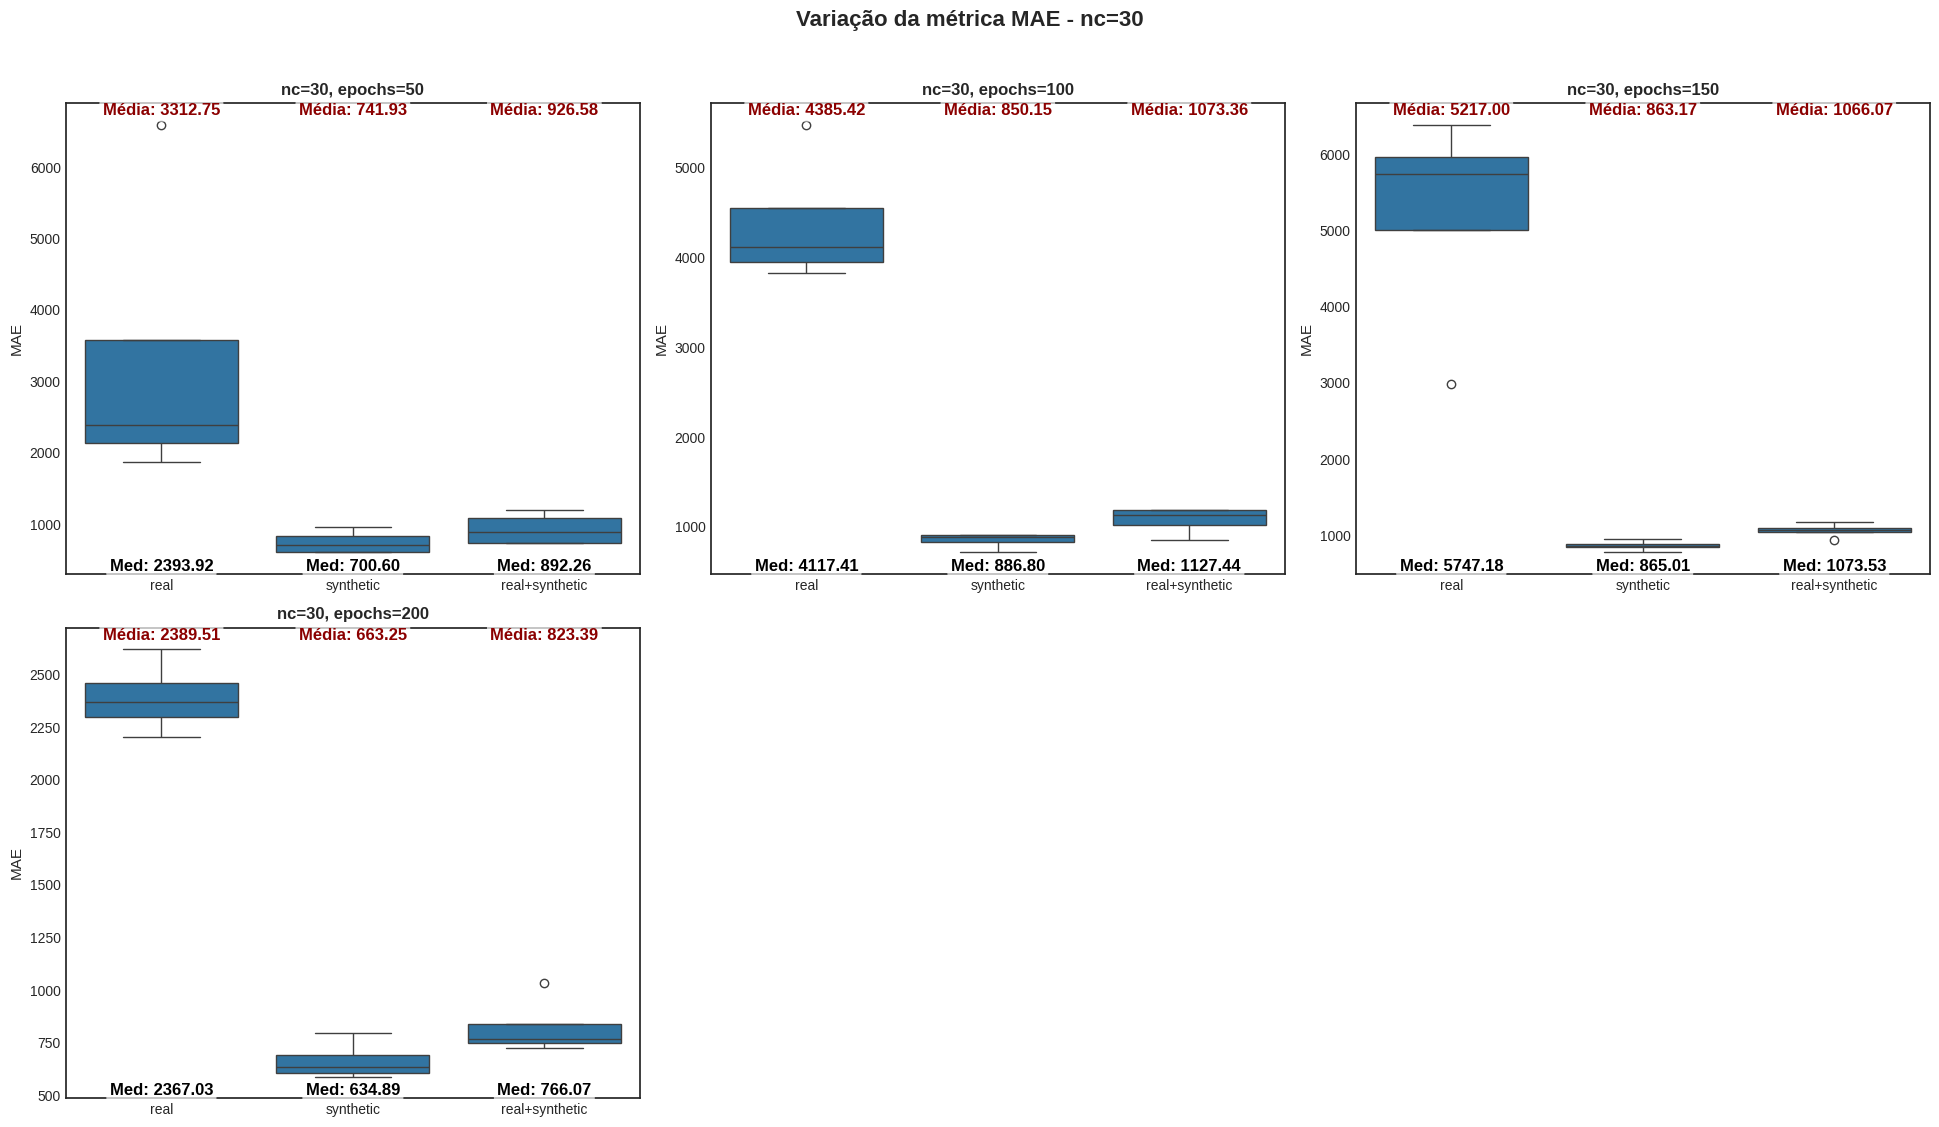 Variação da métrica MAE - nc=30
nc=30, epochs=50
Média: 3312.75
Média: 741.93
Média: 926.58
6000
5000
4000
3000
2000
1000
MAE
Med: 2393.92
Med: 700.60
Med: 892.26
real
synthetic
real+synthetic
nc=30, epochs=100
Média: 4385.42
Média: 850.15
Média: 1073.36
5000
4000
3000
2000
1000
MAE
Med: 4117.41
Med: 886.80
Med: 1127.44
real
synthetic
real+synthetic
nc=30, epochs=150
Média: 5217.00
Média: 863.17
Média: 1066.07
6000
5000
4000
3000
2000
1000
MAE
Med: 5747.18
Med: 865.01
Med: 1073.53
real
synthetic
real+synthetic
nc=30, epochs=200
Média: 2389.51
Média: 663.25
Média: 823.39
2500
2250
2000
1750
1500
1250
1000
750
500
MAE
Med: 2367.03
Med: 634.89
Med: 766.07
real
synthetic
real+synthetic